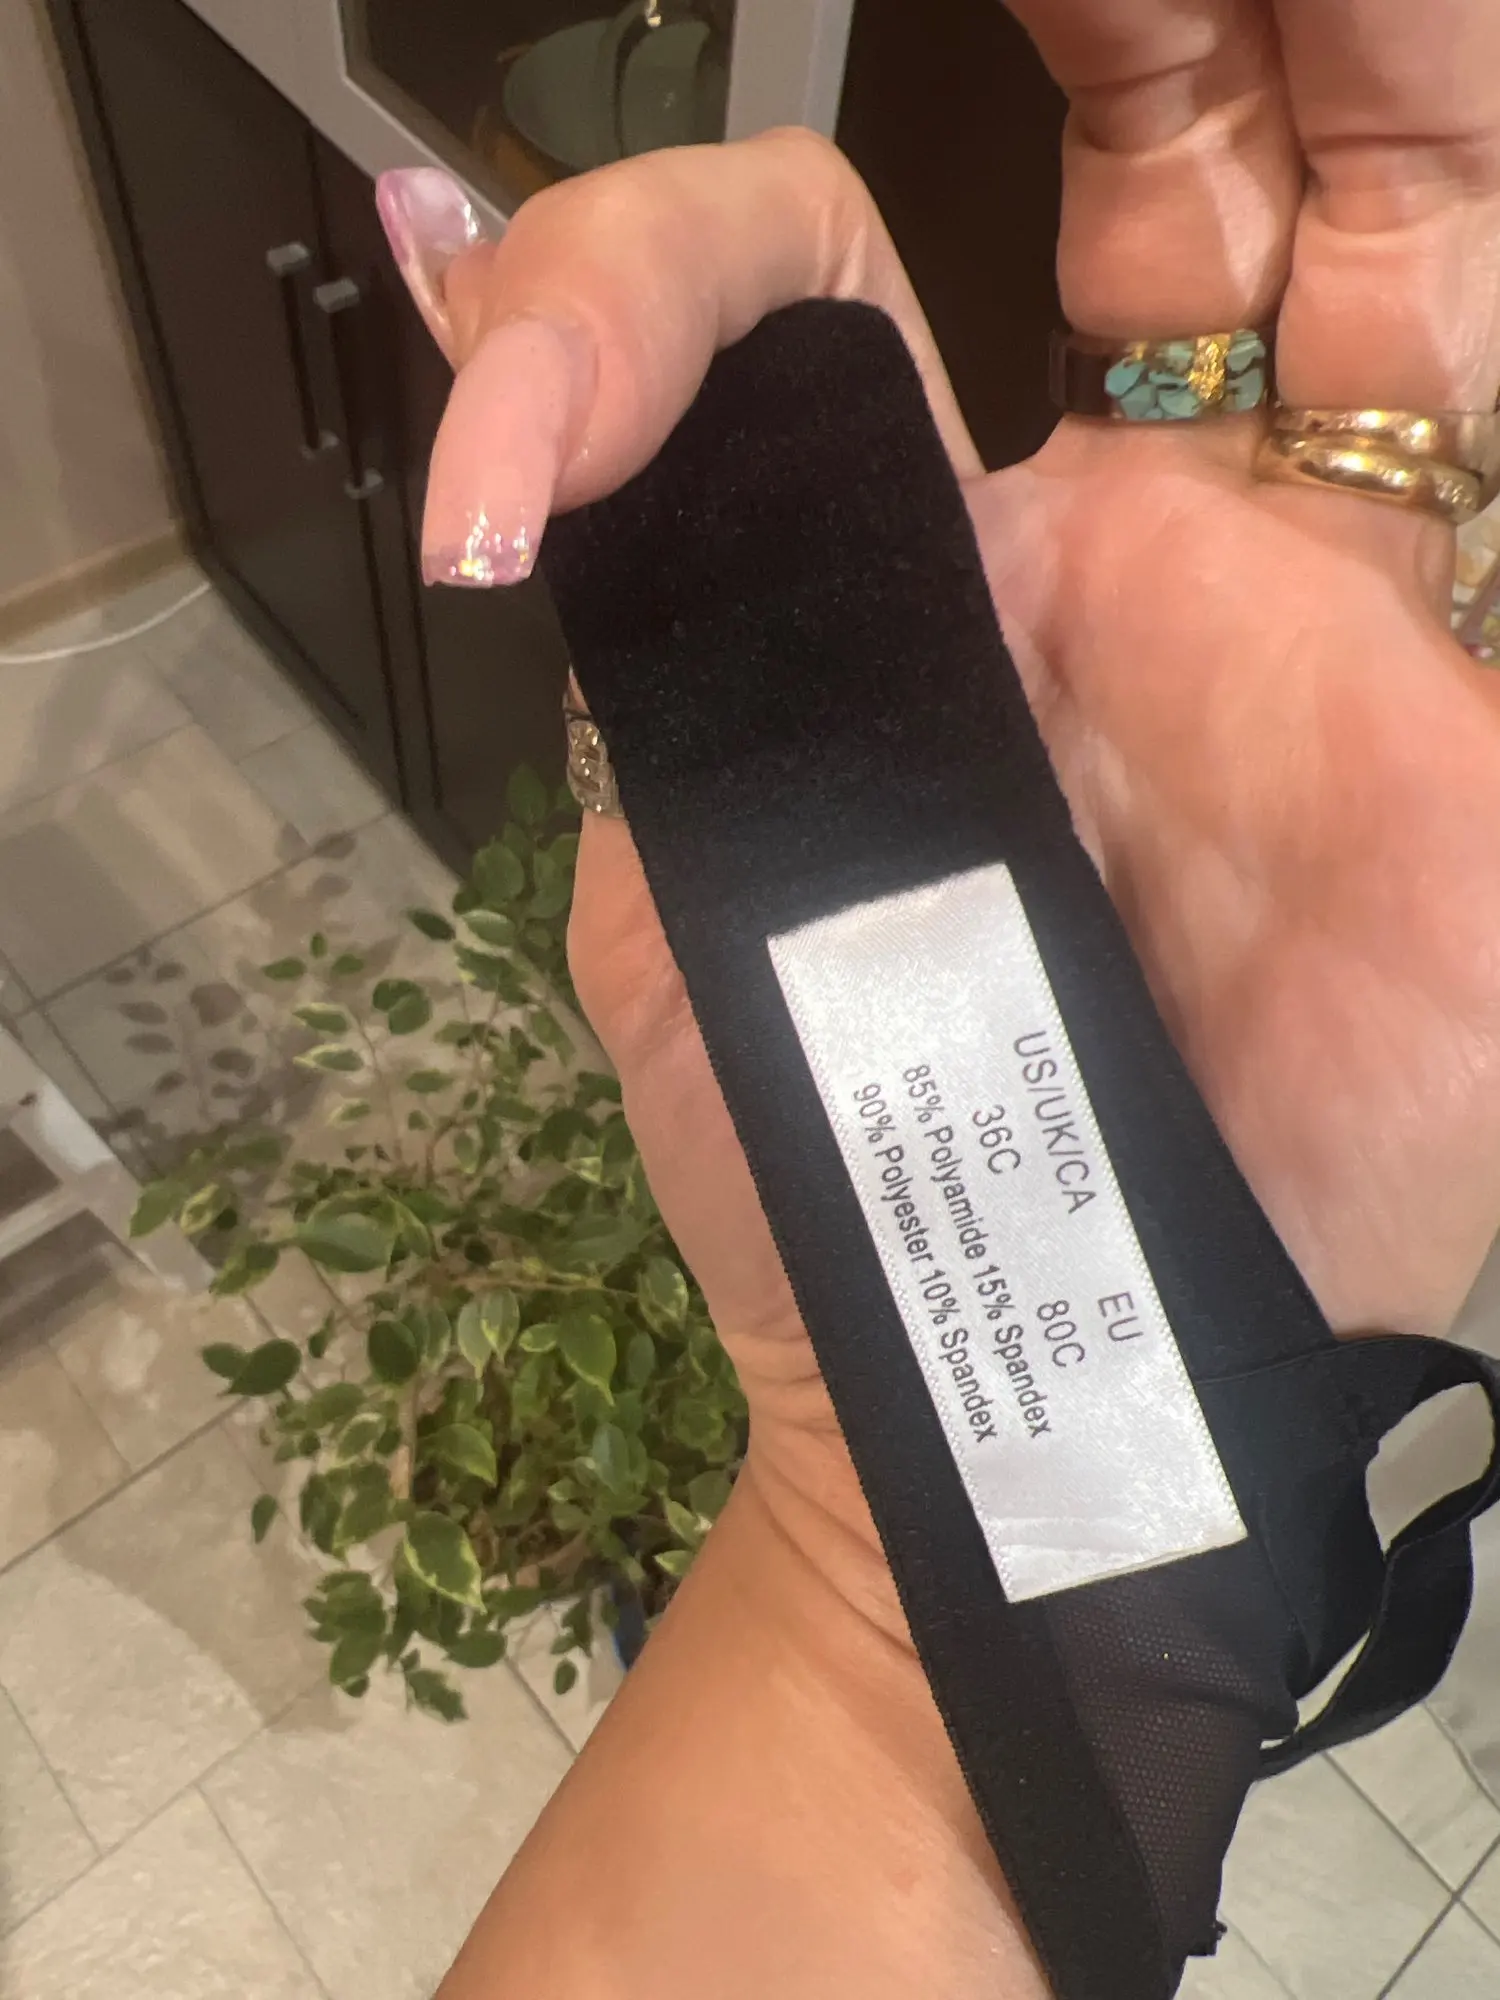 US/UK/CA EU
36C 80C
85% Polyamide 15% Spandex
90% Polyester 10% Spandex